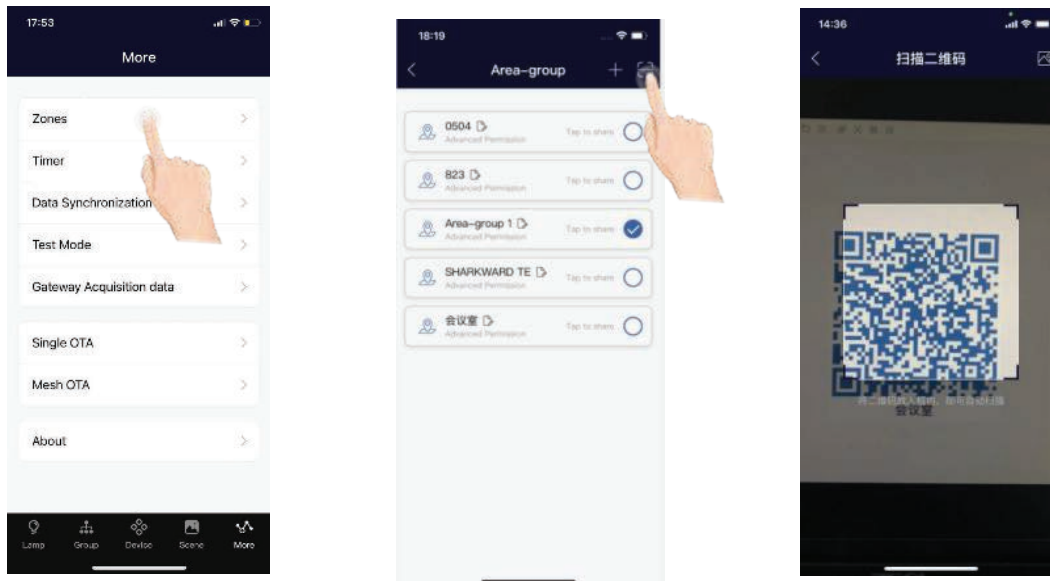 17:53
More
Zones
Timer
Data Synchronization
Test Mode
Gateway Acquisition data
Single OTA
Mesh OTA
About
Lamp Group Device Scene More
18:19
Area-group
0504
Advanced Permission
Tap to share
823
Advanced Permission
Tap to share
Area-group 1
Advanced Permission
Tap to share
SHARKWARD TE
Advanced Permission
Tap to share
会议室
Advanced Permission
Tap to share
14:36
扫描二维码
会议室